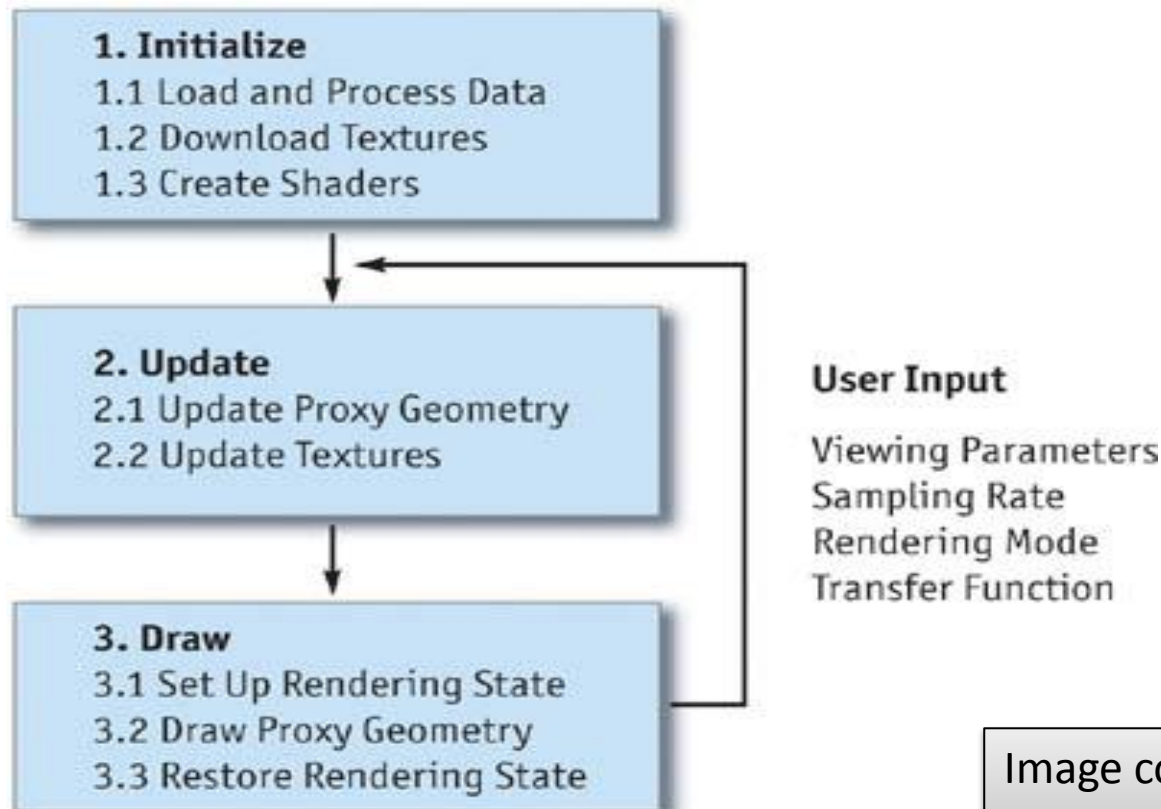 1. Initialize
1.1 Load and Process Data
1.2 Download Textures
1.3 Create Shaders
2. Update
2.1 Update Proxy Geometry
2.2 Update Textures
User Input
Viewing Parameters
Sampling Rate
Rendering Mode
Transfer Function
3. Draw
3.1 Set Up Rendering State
3.2 Draw Proxy Geometry
3.3 Restore Rendering State
Image